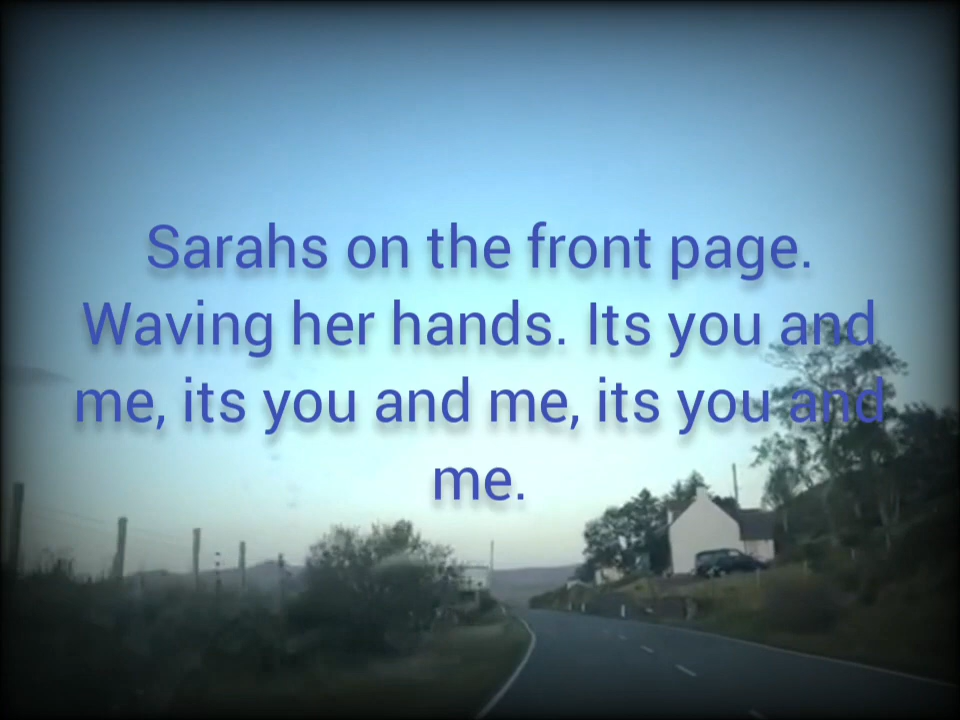 Sarahs on the front page.
Waving her hands. Its you and
me, its you and me, its you and
me.